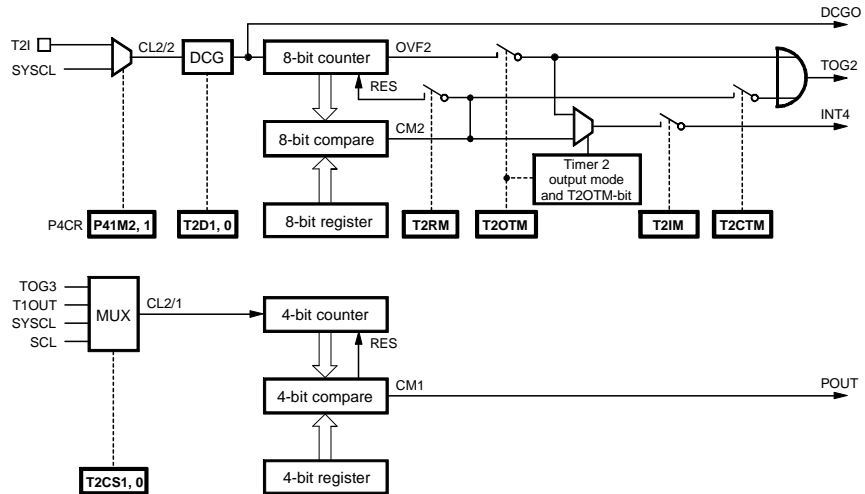 DCGO
T2I
SYSCL
CL2/2
DCG
8-bit counter
OVF2
TOG2
RES
INT4
8-bit compare
CM2
Timer 2
output mode
and T2OTM-bit
8-bit register
P4CR
P41M2, 1
T2D1, 0
T2RM
T2OTM
T2IM
T2CTM
TOG3
T1OUT
SYSCL
SCL
MUX
CL2/1
4-bit counter
RES
4-bit compare
CM1
POUT
T2CS1, 0
4-bit register